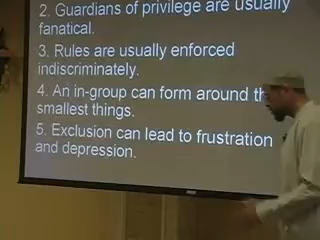 2. Guardians of privilege are usually
fanatical.
3. Rules are usually enforced
indiscriminately.
4. An in-group can form around th
smallest things.
5. Exclusion can lead to frustration
and depression.